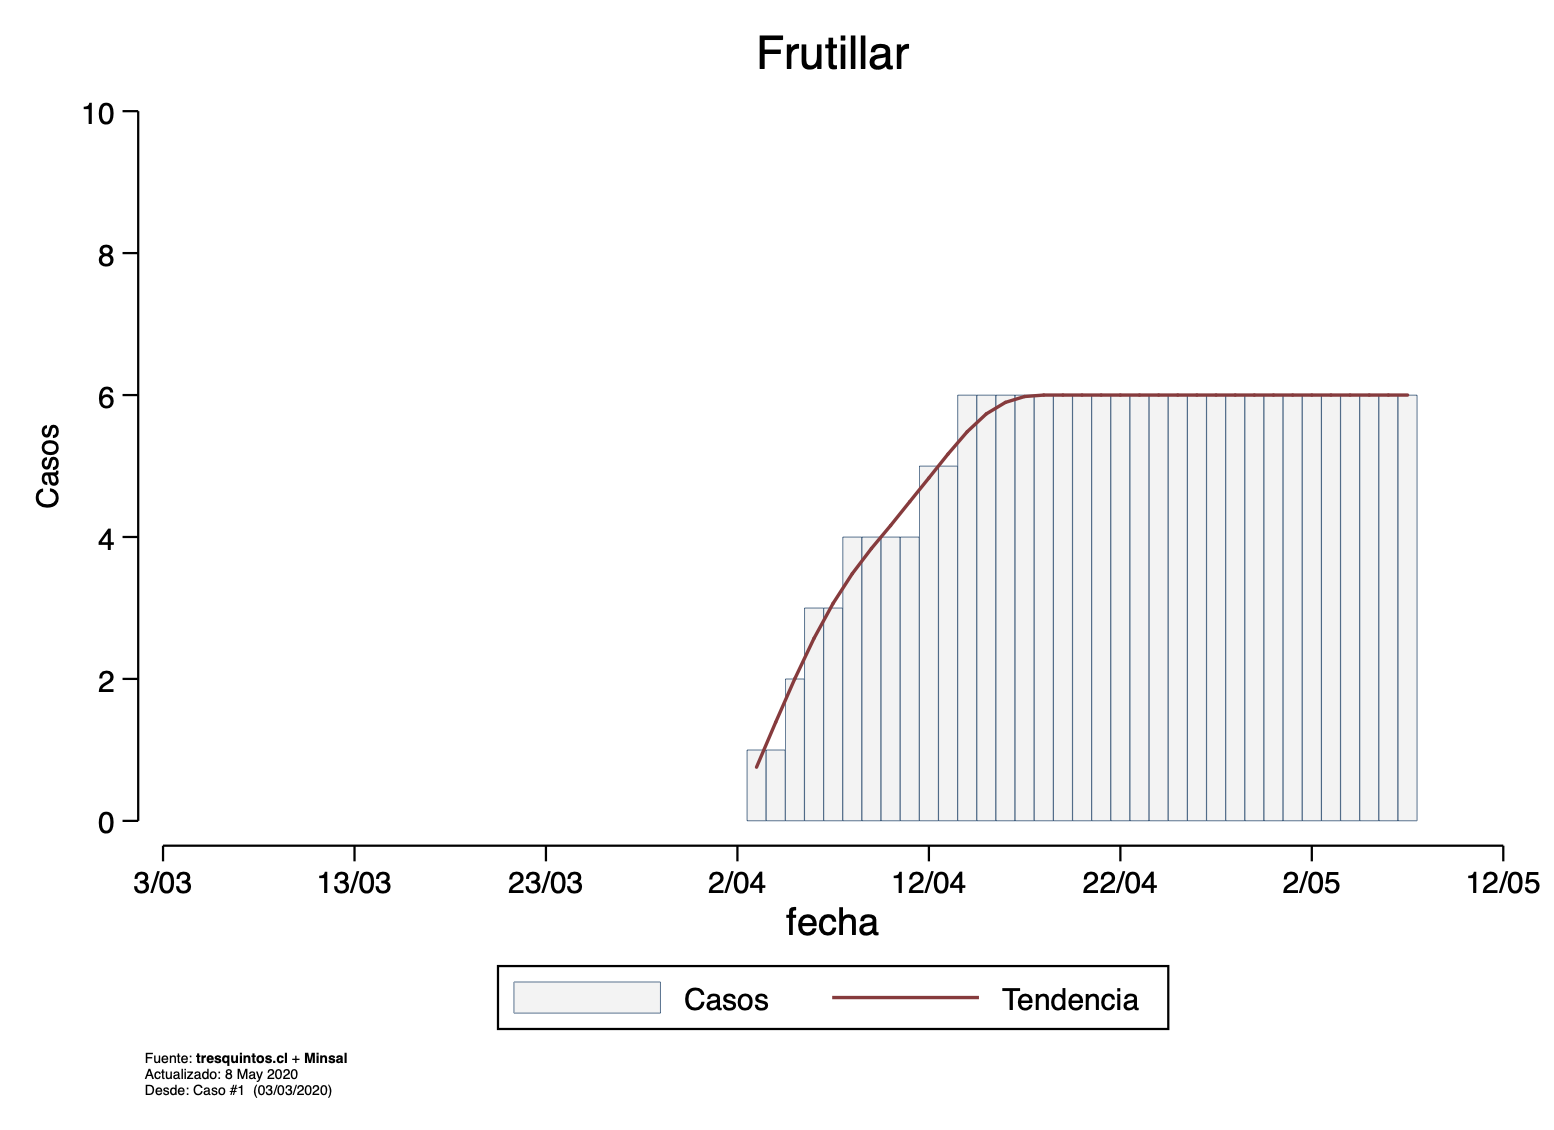 Frutillar
10
8
6
4
2
0
Casos
3/03 13/03 23/03 2/04 12/04 22/04 2/05 12/05
fecha
Casos Tendencia
Fuente: tresquintos.cl + Minsal
Actualizado: 8 May 2020
Desde: Caso #1 (03/03/2020)